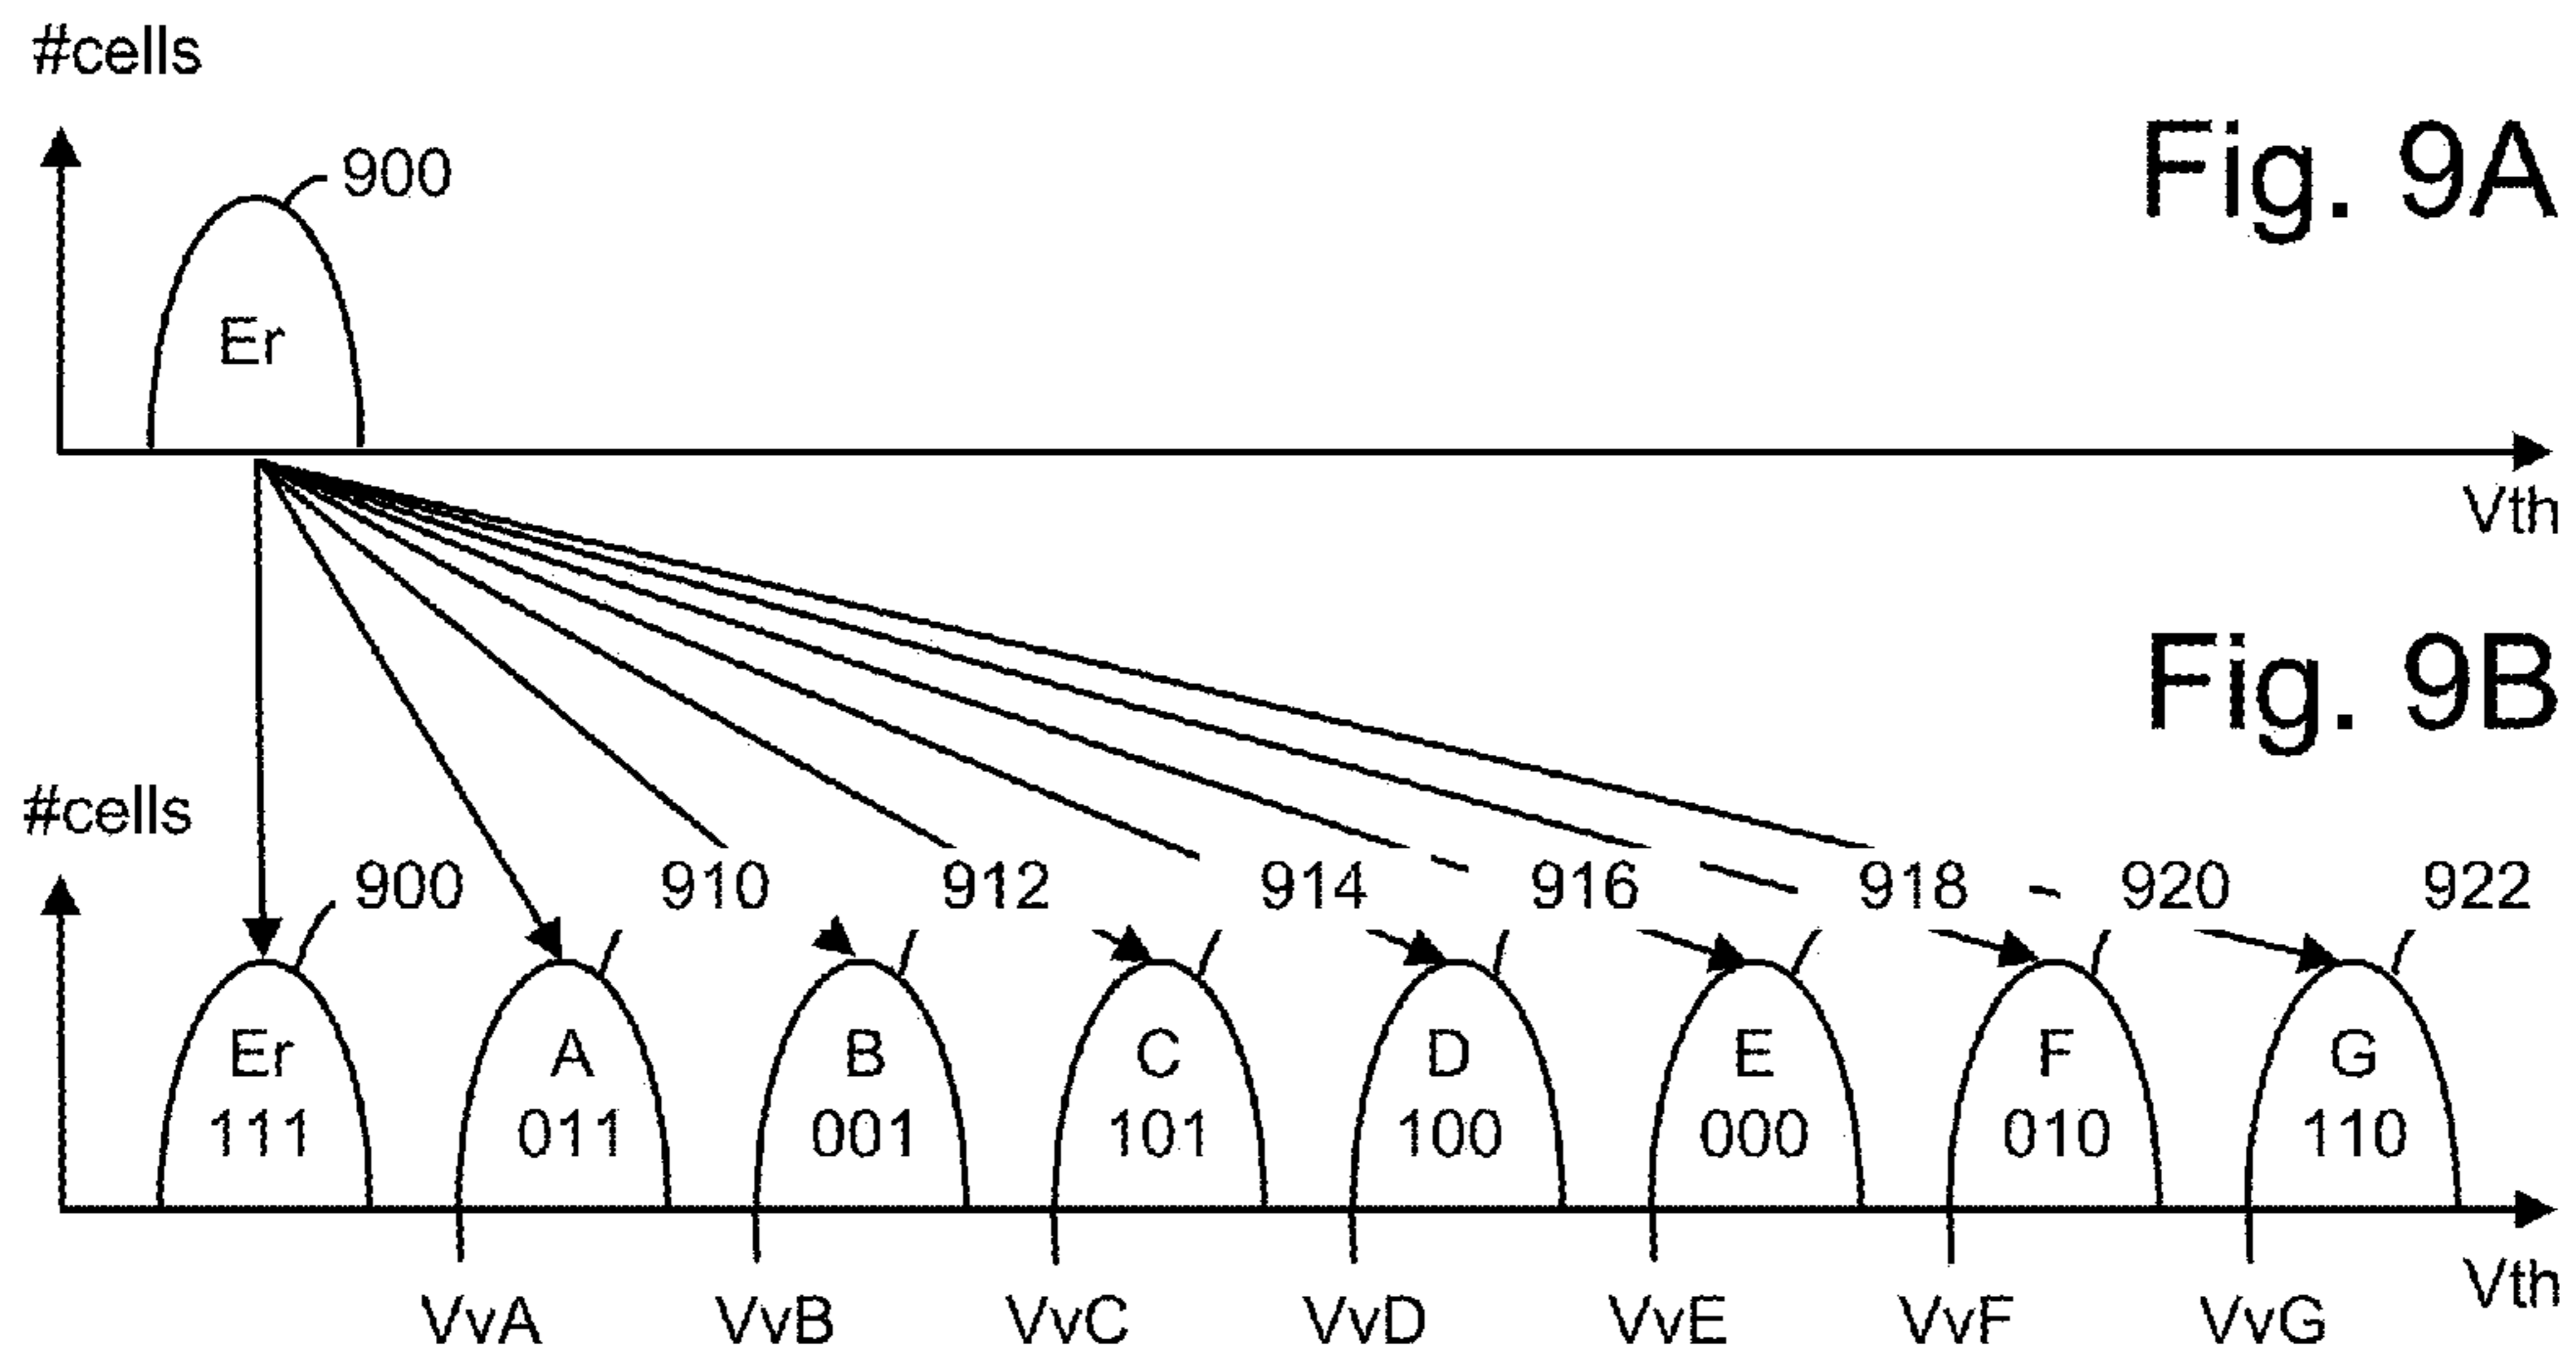 #cells
Fig. 9A
900
Er
Vth
Fig. 9B
#cells
900 910 912 914 916 918 920 922
Er A B C D E F G
111 011 001 101 100 000 010 110
Vth
VvA VvB VvC VvD VvE VvF VvG